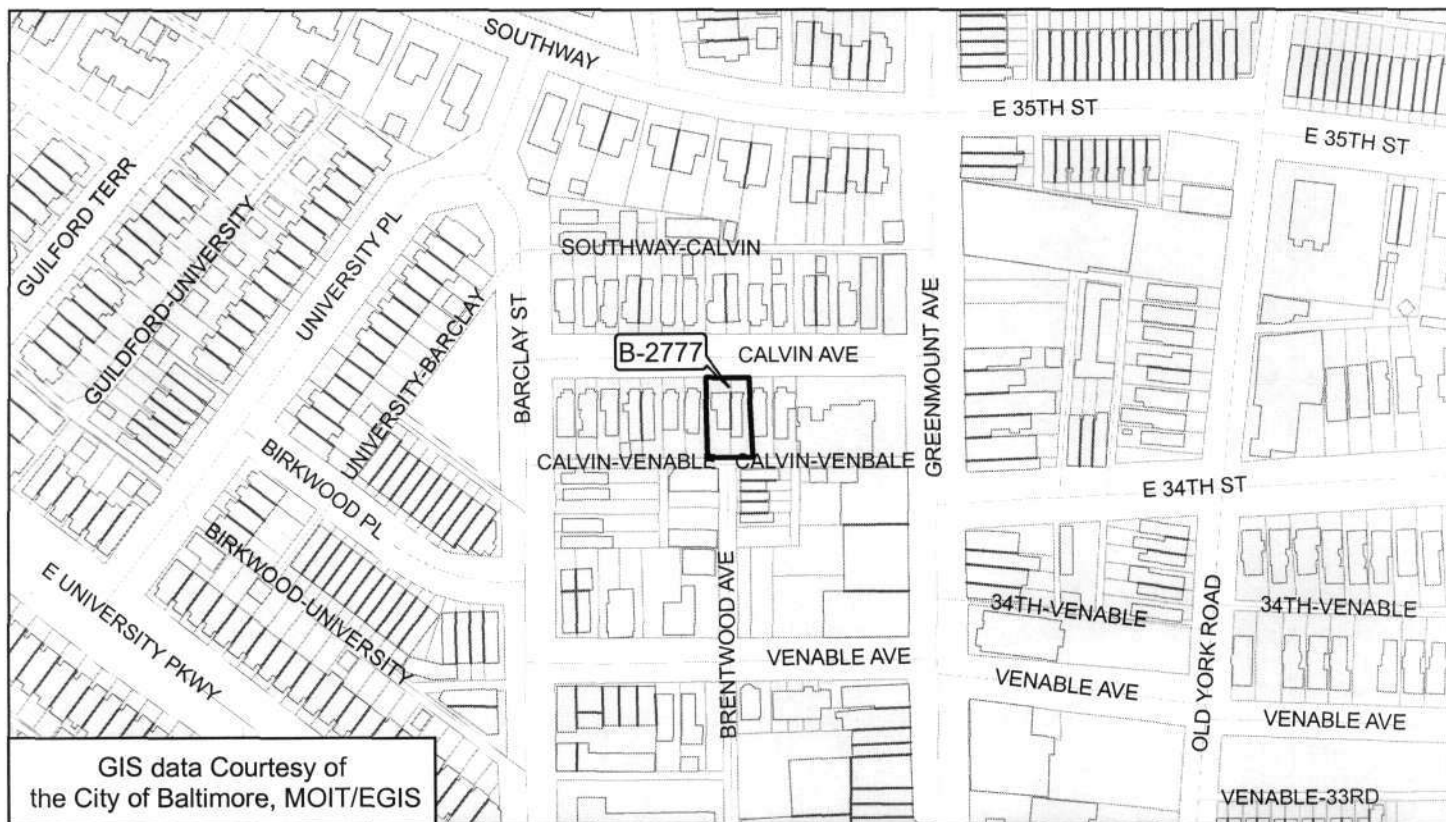 SOUTHWAY
E 35TH ST
E 35TH ST
GUILFORD TERR
GUILDFORD-UNIVERSITY
UNIVERSITY PL
UNIVERSITY-BARCLAY
SOUTHWAY-CALVIN
BARCLAY ST
GREENMOUNT AVE
B-2777
CALVIN AVE
CALVIN-VENABLE
CALVIN-VENBALE
BIRKWOOD PL
E 34TH ST
BIRKWOOD-UNIVERSITY
E UNIVERSITY PKWY
BRENTWOOD AVE
34TH-VENABLE
34TH-VENABLE
VENABLE AVE
VENABLE AVE
VENABLE AVE
OLD YORK ROAD
VENABLE-33RD
GIS data Courtesy of
the City of Baltimore, MOIT/EGIS